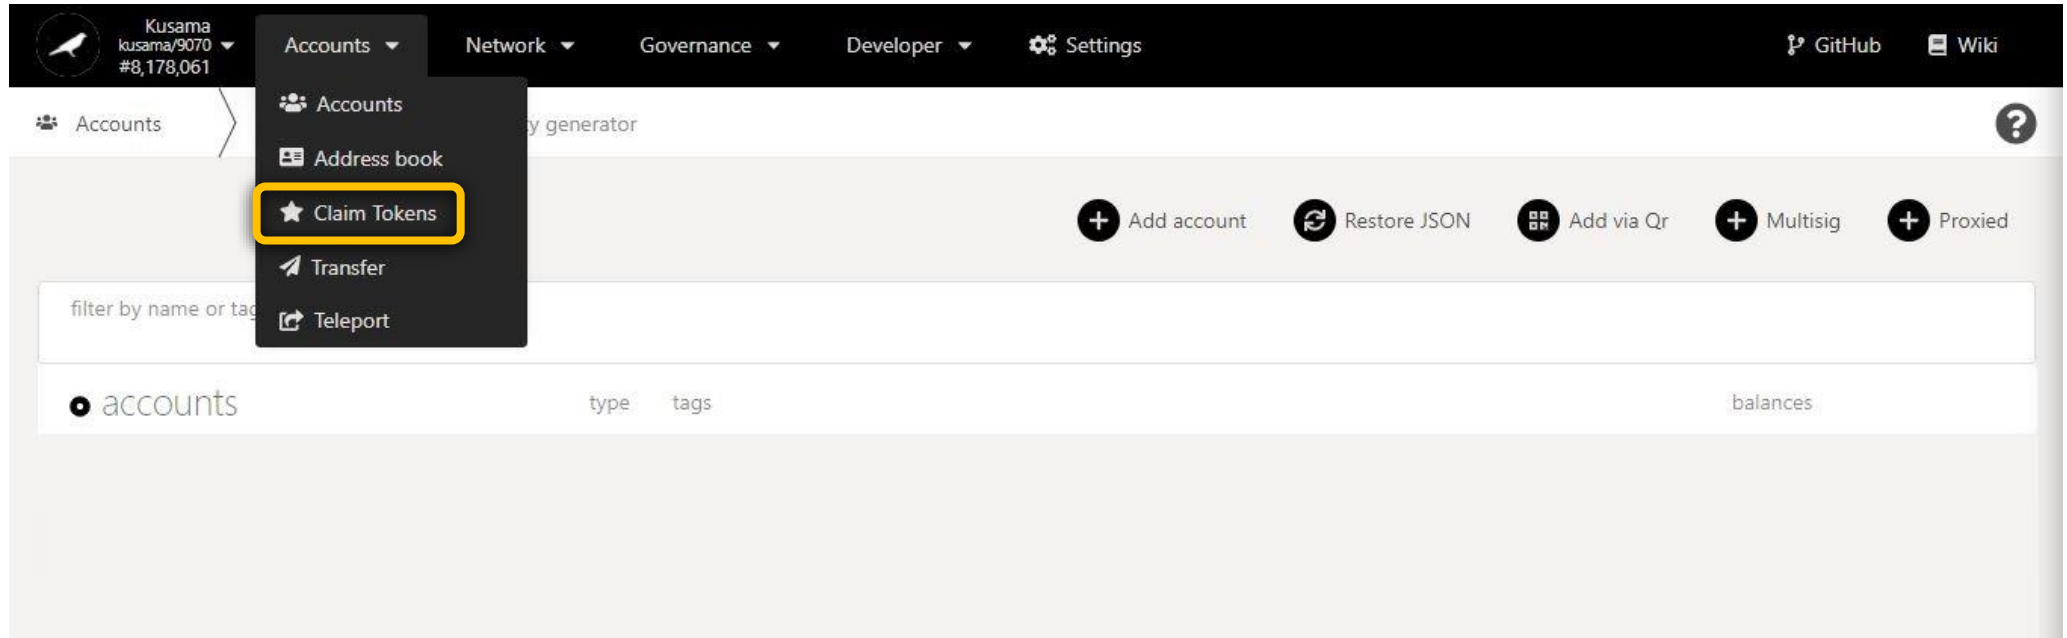 Kusama
kusama/9070
#8,178,061
Accounts
Network
Governance
Developer
Settings
GitHub
Wiki
Accounts
generator
Accounts
Address book
Claim Tokens
Transfer
Teleport
Add account
Restore JSON
Add via Qr
Multisig
Proxied
filter by name or
accounts
type
tags
balances